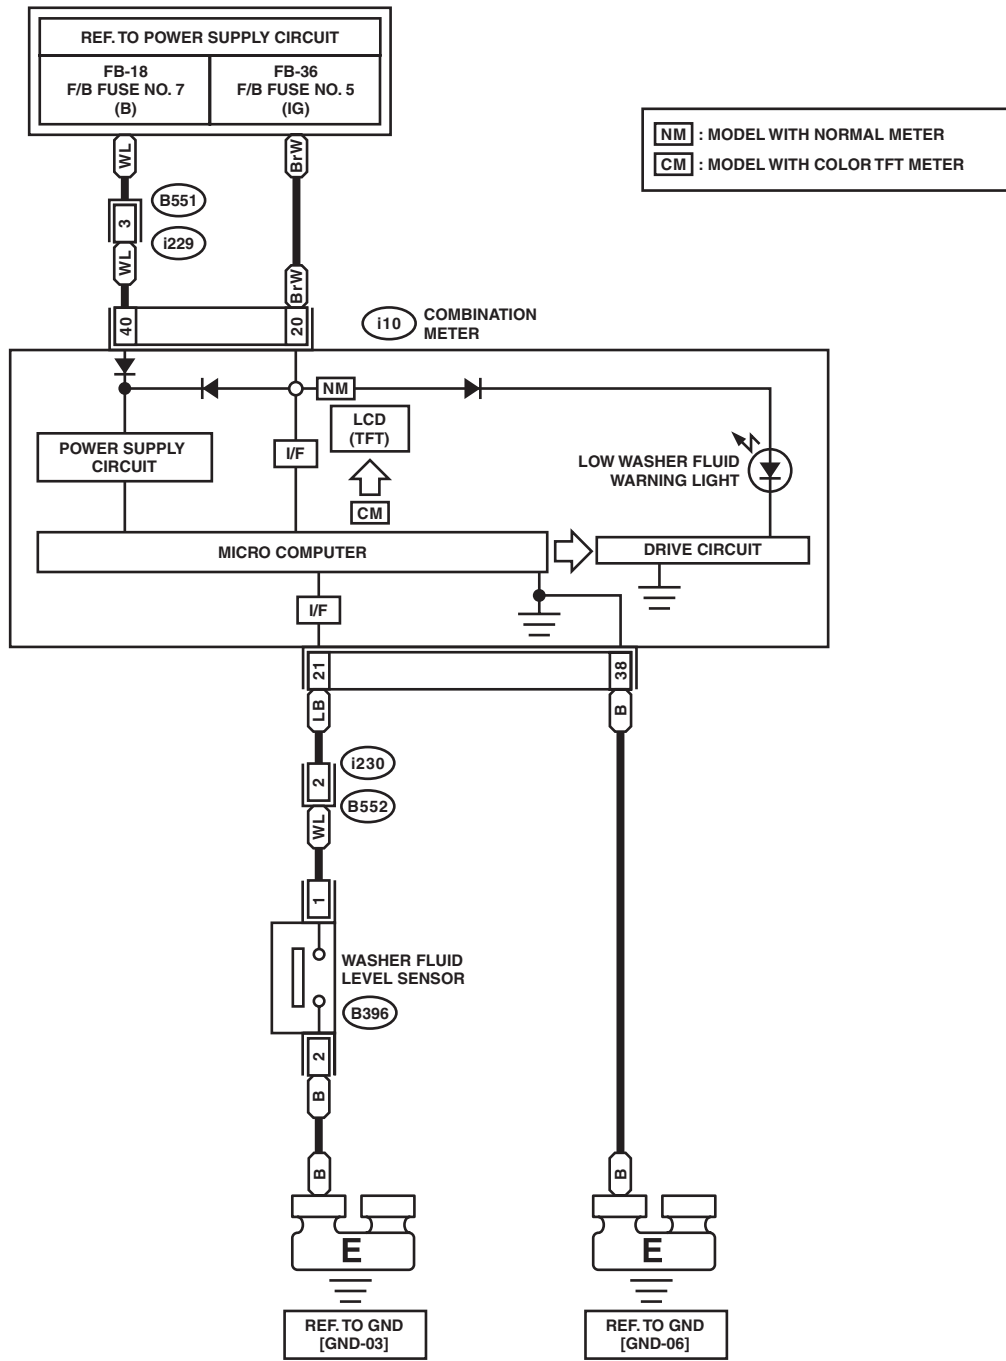 REF. TO POWER SUPPLY CIRCUIT
FB-18
F/B FUSE NO. 7
(B)
FB-36
F/B FUSE NO. 5
(IG)
NM : MODEL WITH NORMAL METER
CM : MODEL WITH COLOR TFT METER
WL
BrW
B551
3
i229
WL
BrW
40
20
i10
COMBINATION
METER
NM
LCD
(TFT)
POWER SUPPLY
CIRCUIT
I/F
LOW WASHER FLUID
WARNING LIGHT
CM
MICRO COMPUTER
DRIVE CIRCUIT
I/F
21
38
LB
B
i230
2
B552
WL
1
WASHER FLUID
LEVEL SENSOR
B396
2
B
B
B
E
E
REF. TO GND
[GND-03]
REF. TO GND
[GND-06]